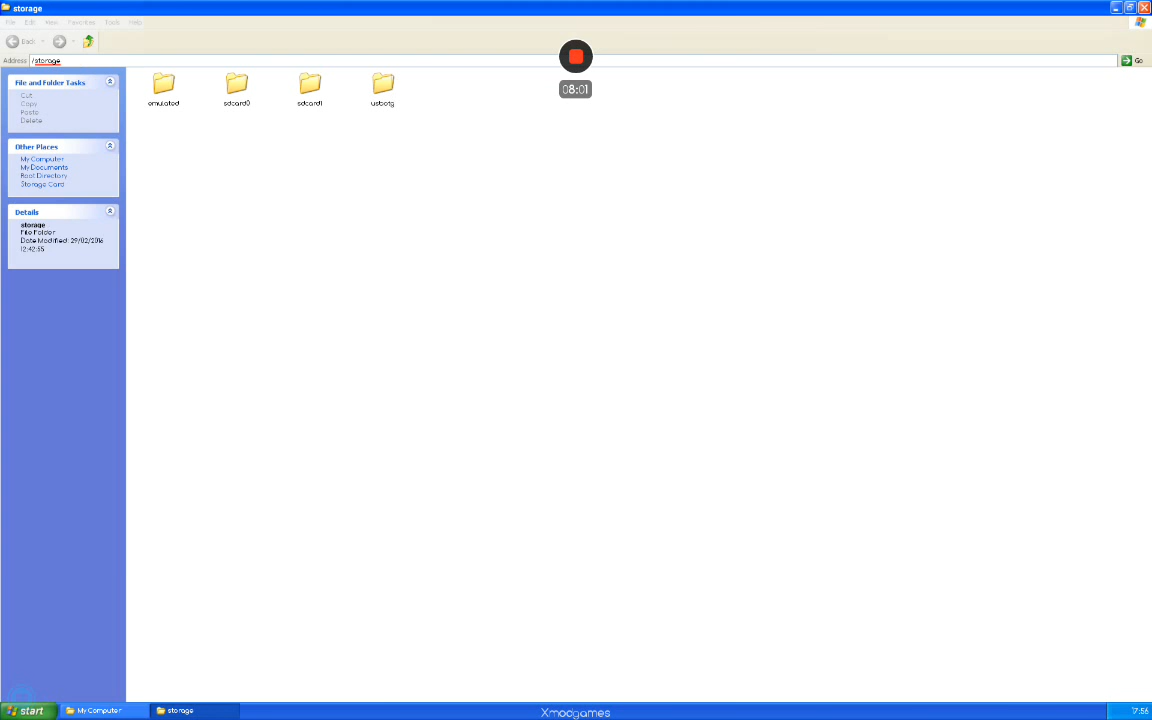 storage
File Edit View Favorites Tools Help
Back
Address /storage Go
File and Folder Tasks
Cut
Copy
Paste
Delete
Other Places
My Computer
My Documents
Root Directory
Storage Card
Details
storage
File Folder
Date Modified: 29/02/2016
12:42:55
emulated
sdcard0
sdcard1
usbotg
08:01
start My Computer storage Xmodgames 17:56